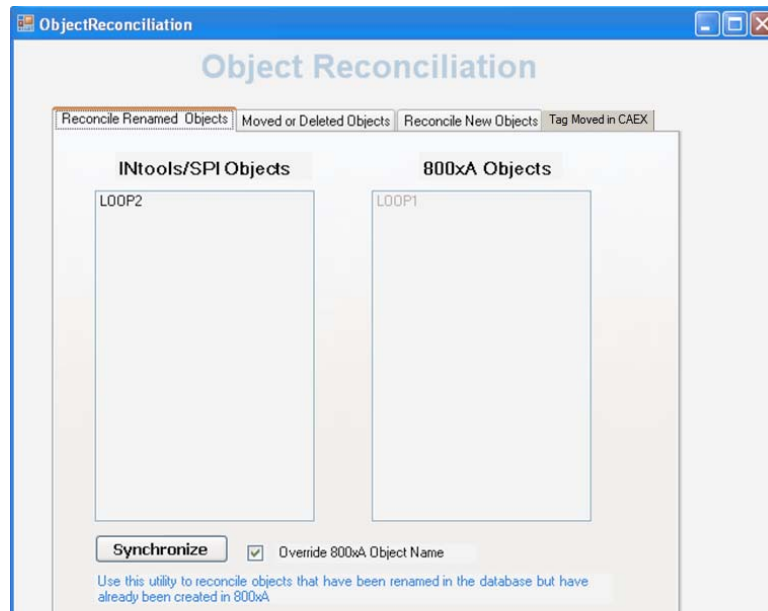 ObjectReconciliation
Object Reconciliation
Reconcile Renamed Objects
Moved or Deleted Objects
Reconcile New Objects
Tag Moved in CAEX
INtools/SPI Objects
800xA Objects
LOOP2
LOOP1
Synchronize
Override 800xA Object Name
Use this utility to reconcile objects that have been renamed in the database but have
already been created in 800xA